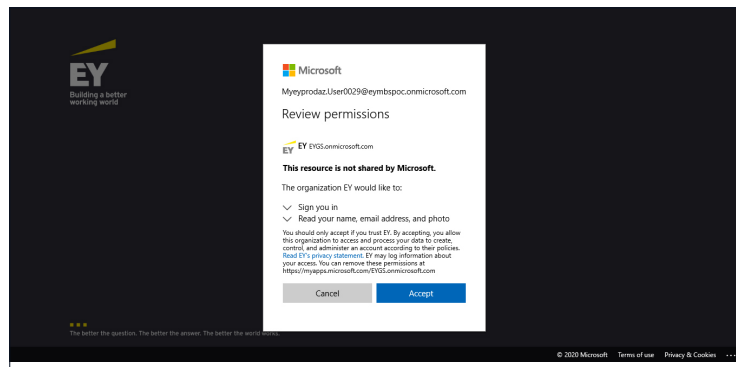 EY
Building a better
working world
Microsoft
Myeyprodaz.User0029@eymbspoc.onmicrosoft.com
Review permissions
EY
EY EYGS.onmicrosoft.com
This resource is not shared by Microsoft.
The organization EY would like to:
Sign you in
Read your name, email address, and photo
You should only accept if you trust EY. By accepting, you allow
this organization to access and process your data to create,
control, and administer an account according to their policies.
Read EY's privacy statement. EY may log information about
your access. You can remove these permissions at
https://myapps.microsoft.com/EYGS.onmicrosoft.com
Cancel
Accept
The better the question. The better the answer. The better the world works.
© 2020 Microsoft Terms of use Privacy & Cookies ...